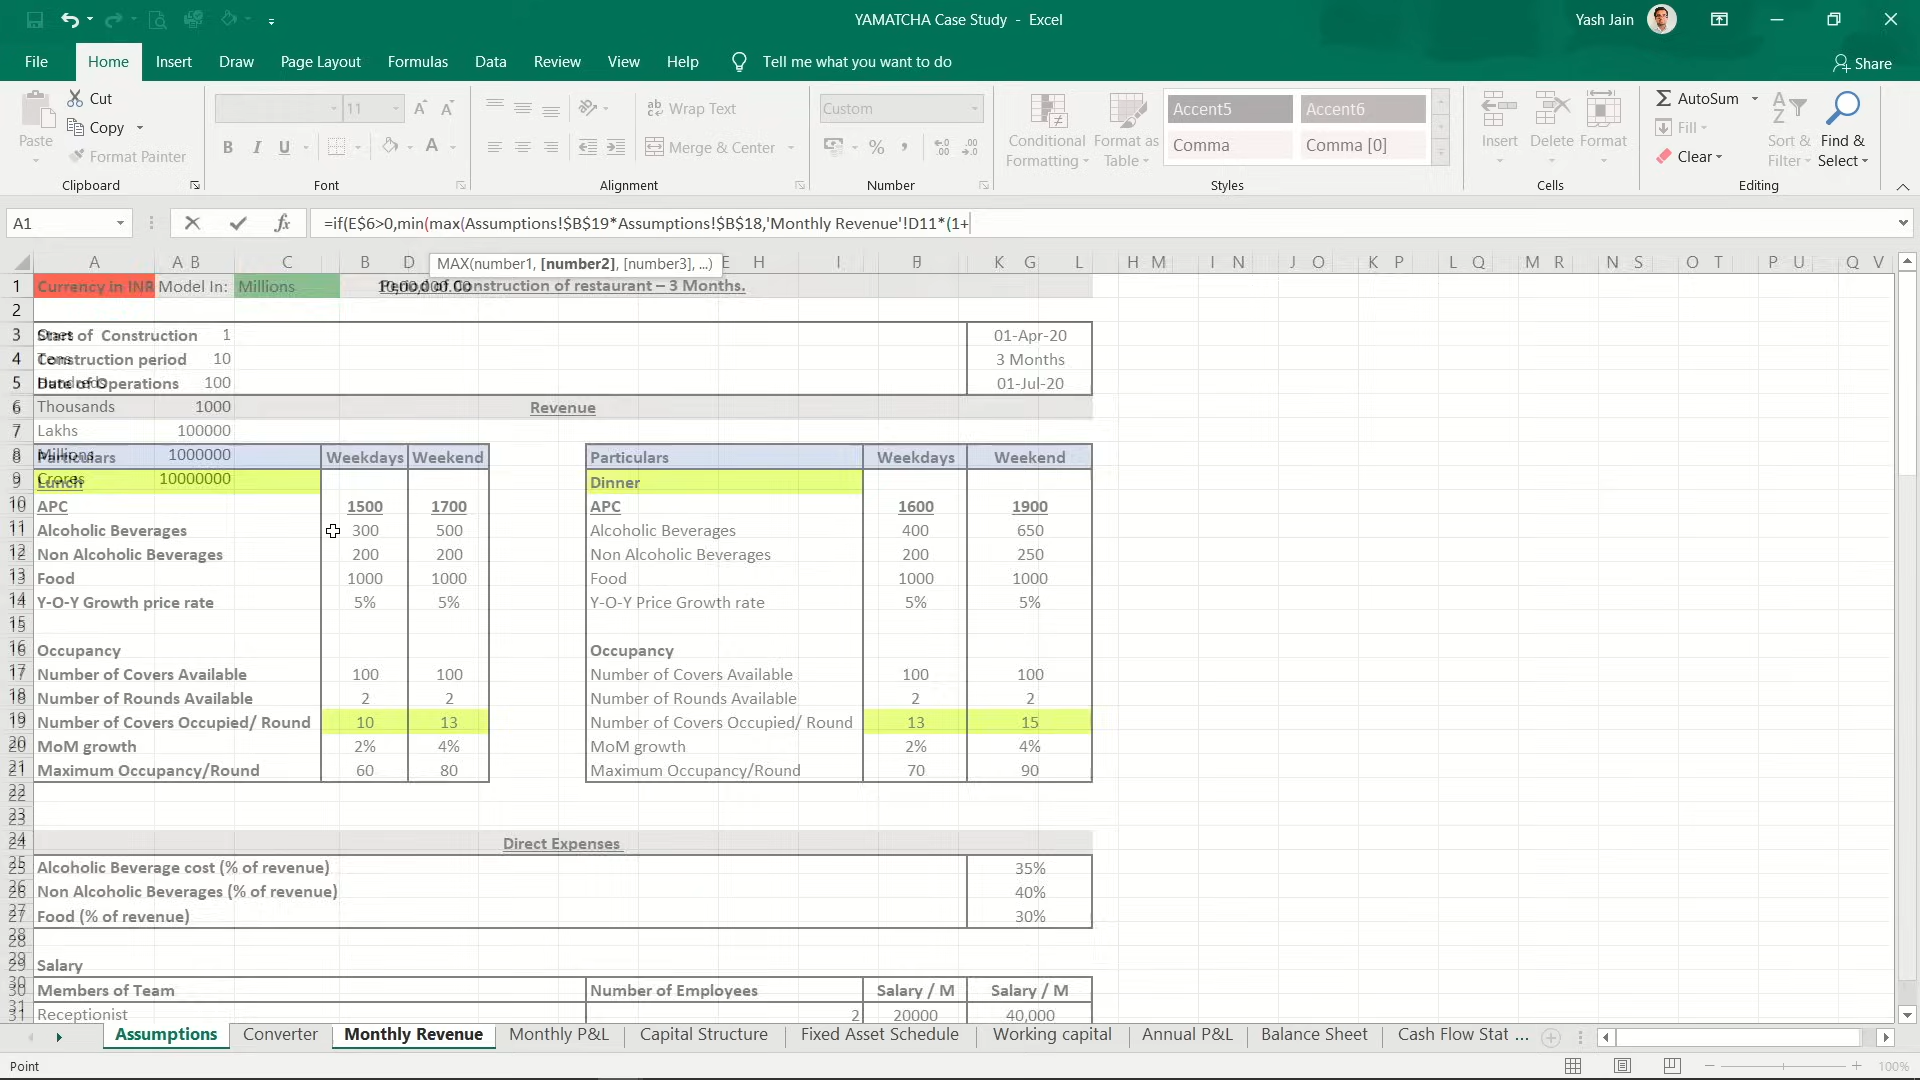 YAMATCHA Case Study - Excel
Yash Jain
File Home Insert Draw Page Layout Formulas Data Review View Help Tell me what you want to do Share
Cut
Copy
Format Painter
Paste
Clipboard
11
B I U
Font
Wrap Text
Merge & Center
Alignment
Custom
Number
Conditional Formatting
Format as Table
Accent5 Accent6
Comma Comma [0]
Styles
Insert Delete Format
Cells
AutoSum
Fill
Clear
Sort & Filter
Find & Select
Editing
A1
=if(E$6>0,min(max(Assumptions!$B$19*Assumptions!$B$18,'Monthly Revenue'!D11*(1+
MAX(number1, [number2], [number3], ...)
Currency in INR Model In: Millions Period of Construction of restaurant – 3 Months.
Start of Construction 1 01-Apr-20
Construction period 10 3 Months
Date of Operations 100 01-Jul-20
Thousands 1000 Revenue
Lakhs 100000
Particulars 1000000 Weekdays Weekend Particulars Weekdays Weekend
Lunch Crores 10000000 Dinner
APC 1500 1700 APC 1600 1900
Alcoholic Beverages 300 500 Alcoholic Beverages 400 650
Non Alcoholic Beverages 200 200 Non Alcoholic Beverages 200 250
Food 1000 1000 Food 1000 1000
Y-O-Y Growth price rate 5% 5% Y-O-Y Price Growth rate 5% 5%
Occupancy Occupancy
Number of Covers Available 100 100 Number of Covers Available 100 100
Number of Rounds Available 2 2 Number of Rounds Available 2 2
Number of Covers Occupied/ Round 10 13 Number of Covers Occupied/ Round 13 15
MoM growth 2% 4% MoM growth 2% 4%
Maximum Occupancy/Round 60 80 Maximum Occupancy/Round 70 90
Direct Expenses
Alcoholic Beverage cost (% of revenue) 35%
Non Alcoholic Beverages (% of revenue) 40%
Food (% of revenue) 30%
Salary
Members of Team Number of Employees Salary / M Salary / M
Receptionist 2 20000 40,000
Assumptions Converter Monthly Revenue Monthly P&L Capital Structure Fixed Asset Schedule Working capital Annual P&L Balance Sheet Cash Flow Stat ...
Point 100%